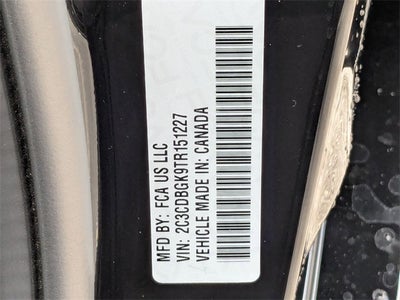 MFD BY: FCA US LLC
VIN: 2C3CDBGK9TR151227
VEHICLE MADE IN: CANADA